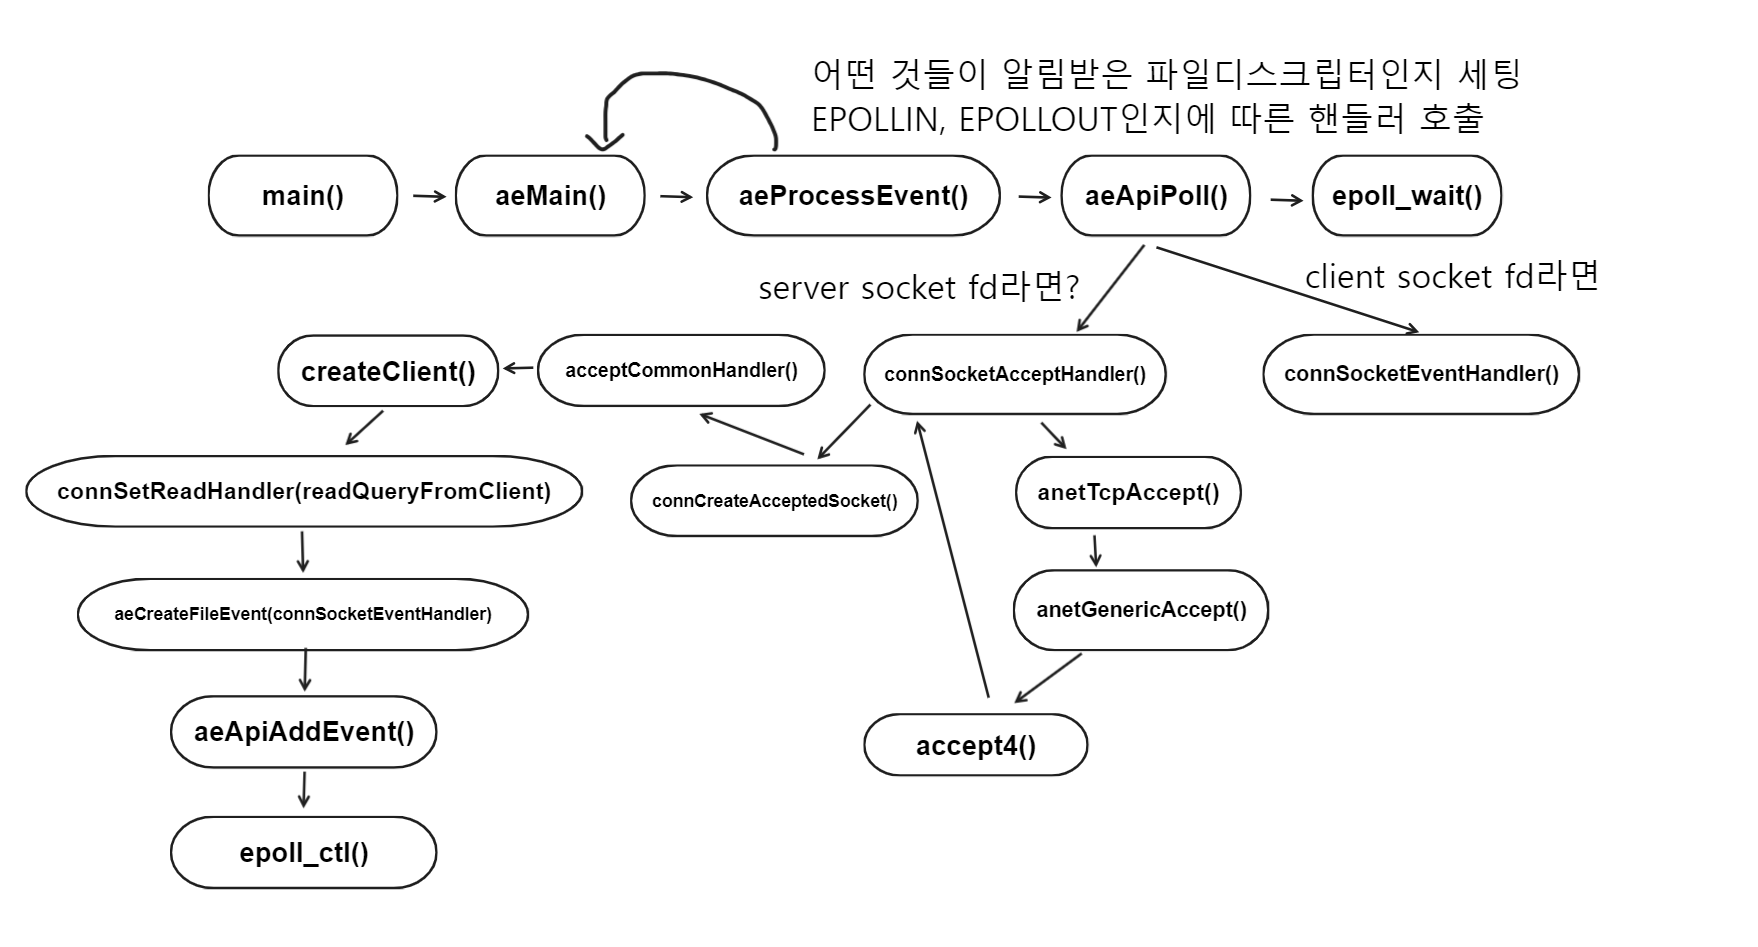 어떤 것들이 알림받은 파일디스크립터인지 세팅
EPOLLIN, EPOLLOUT인지에 따른 핸들러 호출
main()
aeMain()
aeProcessEvent()
aeApiPoll()
epoll_wait()
server socket fd라면?
client socket fd라면
createClient()
acceptCommonHandler()
connSocketAcceptHandler()
connSocketEventHandler()
connSetReadHandler(readQueryFromClient)
connCreateAcceptedSocket()
anetTcpAccept()
aeCreateFileEvent(connSocketEventHandler)
anetGenericAccept()
aeApiAddEvent()
accept4()
epoll_ctl()